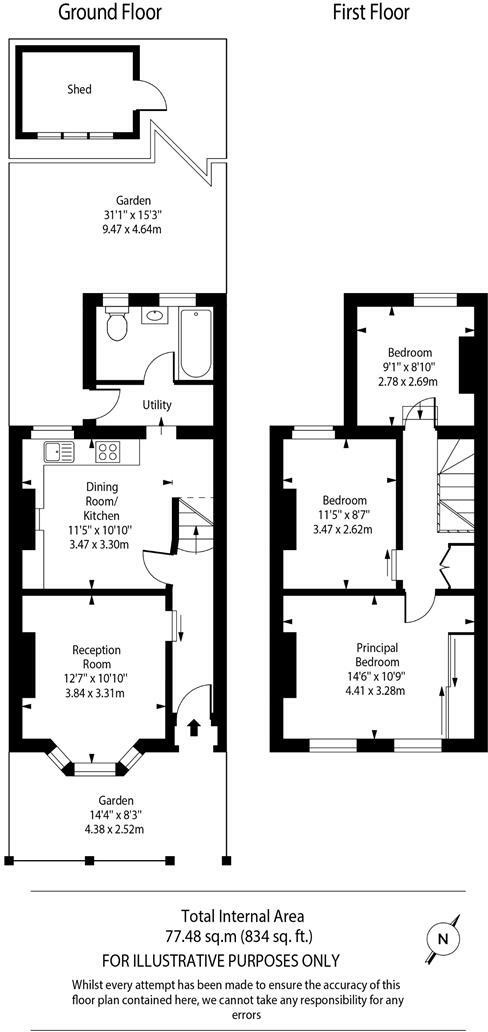 Ground Floor
First Floor
Shed
Garden
31'1" x 15'3"
9.47 x 4.64m
Utility
Dining
Room/
Kitchen
11'5" x 10'10"
3.47 x 3.30m
Reception
Room
12'7" x 10'10"
3.84 x 3.31m
Garden
14'4" x 8'3"
4.38 x 2.52m
Bedroom
9'1" x 8'10"
2.78 x 2.69m
Bedroom
11'5" x 8'7"
3.47 x 2.62m
Principal
Bedroom
14'6" x 10'9"
4.41 x 3.28m
Total Internal Area
77.48 sq.m (834 sq. ft.)
FOR ILLUSTRATIVE PURPOSES ONLY
N
Whilst every attempt has been made to ensure the accuracy of this
floor plan contained here, we cannot take any responsibility for any
errors